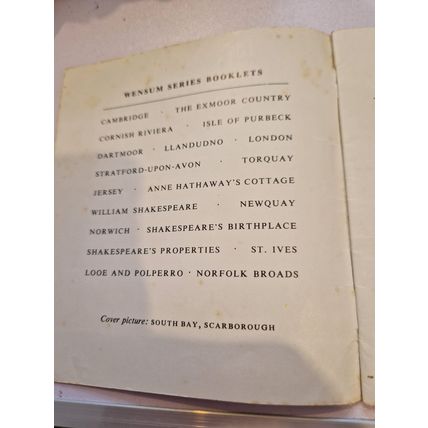 WENSUM SERIES BOOKLETS
CAMBRIDGE · THE EXMOOR COUNTRY
CORNISH RIVIERA · ISLE OF PURBECK
DARTMOOR · LLANDUDNO · LONDON
STRATFORD-UPON-AVON · TORQUAY
JERSEY · ANNE HATHAWAY'S COTTAGE
WILLIAM SHAKESPEARE · NEWQUAY
NORWICH · SHAKESPEARE'S BIRTHPLACE
SHAKESPEARE'S PROPERTIES · ST. IVES
LOOE AND POLPERRO · NORFOLK BROADS
Cover picture: SOUTH BAY, SCARBOROUGH